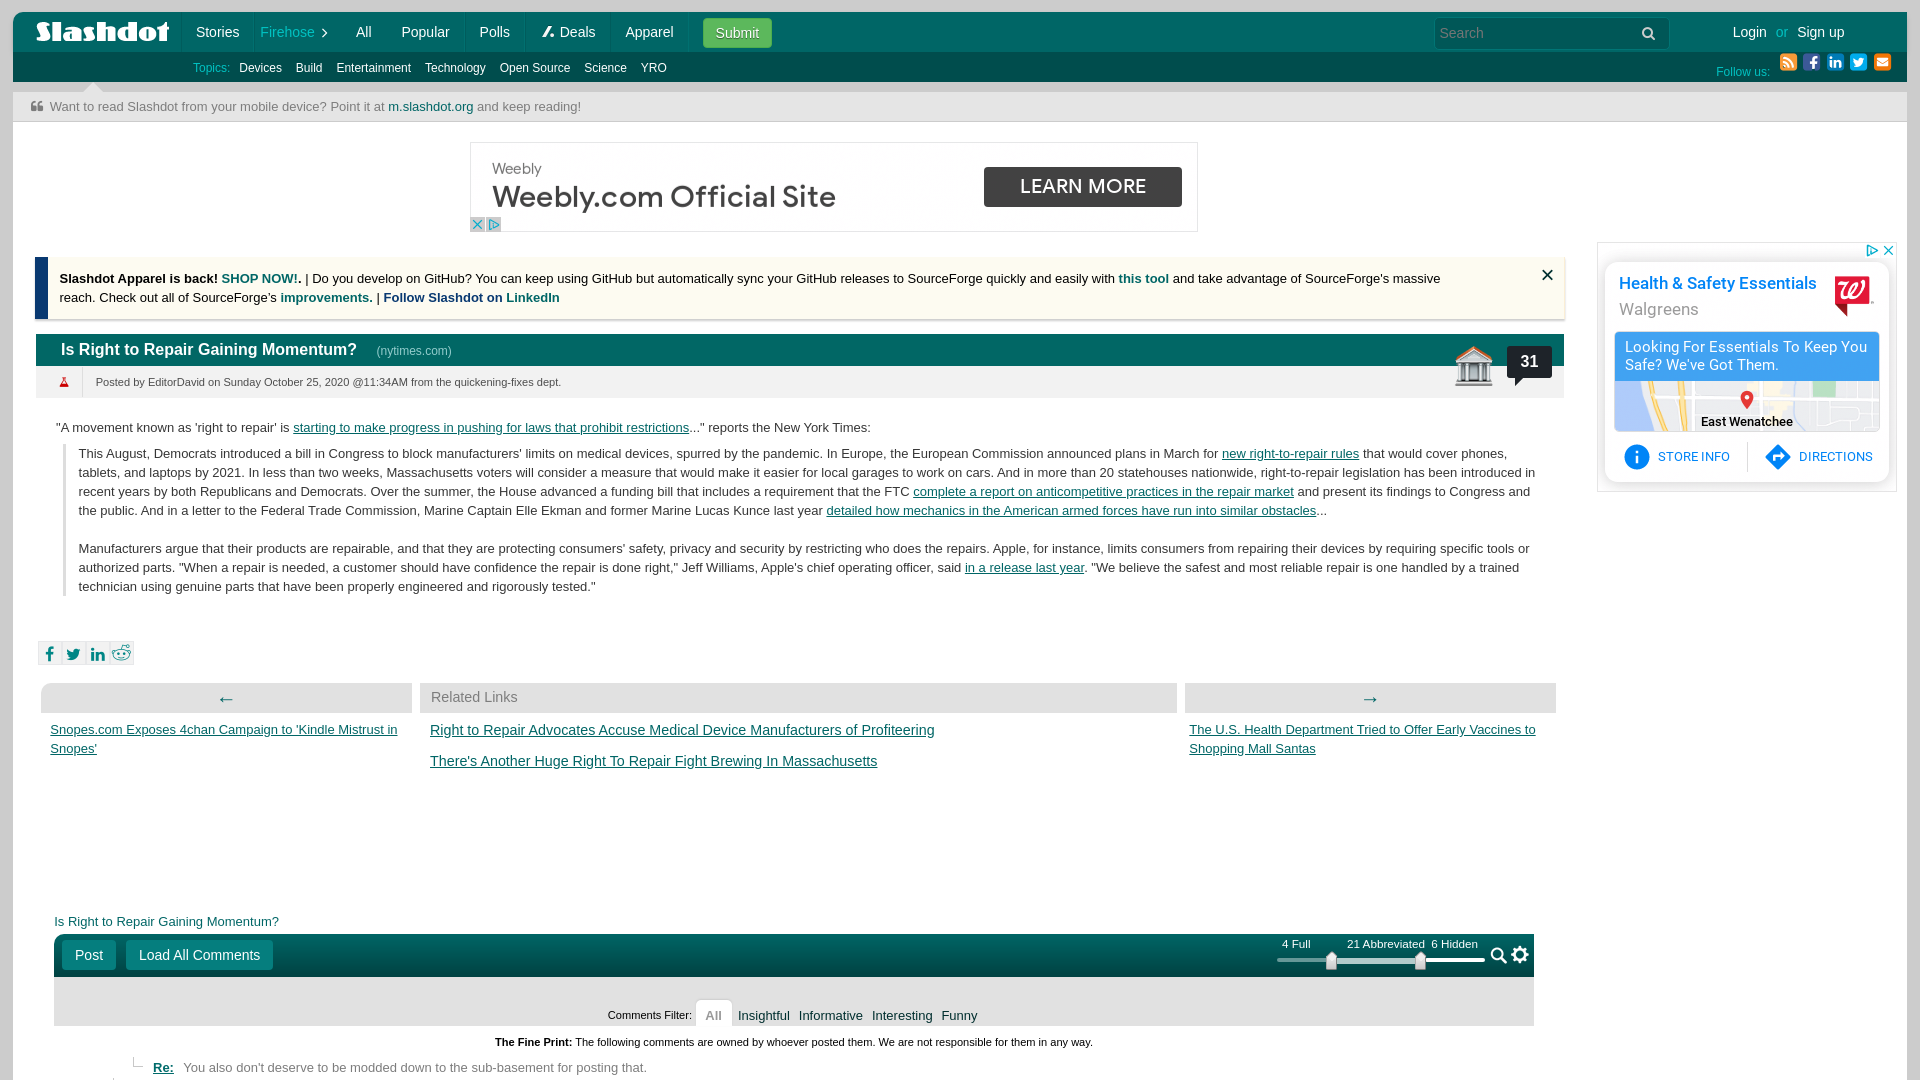 Slashdot
Stories
Firehose
All
Popular
Polls
Deals
Apparel
Submit
Search
Login or Sign up
Topics: Devices Build Entertainment Technology Open Source Science YRO
Follow us:
Want to read Slashdot from your mobile device? Point it at m.slashdot.org and keep reading!
Weebly
Weebly.com Official Site
LEARN MORE
Slashdot Apparel is back! SHOP NOW!. | Do you develop on GitHub? You can keep using GitHub but automatically sync your GitHub releases to SourceForge quickly and easily with this tool and take advantage of SourceForge's massive
reach. Check out all of SourceForge's improvements. | Follow Slashdot on LinkedIn
Health & Safety Essentials
Walgreens
Looking For Essentials To Keep You
Safe? We've Got Them.
East Wenatchee
STORE INFO
DIRECTIONS
Is Right to Repair Gaining Momentum? (nytimes.com)
31
Posted by EditorDavid on Sunday October 25, 2020 @11:34AM from the quickening-fixes dept.
"A movement known as 'right to repair' is starting to make progress in pushing for laws that prohibit restrictions..." reports the New York Times:
This August, Democrats introduced a bill in Congress to block manufacturers' limits on medical devices, spurred by the pandemic. In Europe, the European Commission announced plans in March for new right-to-repair rules that would cover phones,
tablets, and laptops by 2021. In less than two weeks, Massachusetts voters will consider a measure that would make it easier for local garages to work on cars. And in more than 20 statehouses nationwide, right-to-repair legislation has been introduced in
recent years by both Republicans and Democrats. Over the summer, the House advanced a funding bill that includes a requirement that the FTC complete a report on anticompetitive practices in the repair market and present its findings to Congress and
the public. And in a letter to the Federal Trade Commission, Marine Captain Elle Ekman and former Marine Lucas Kunce last year detailed how mechanics in the American armed forces have run into similar obstacles...
Manufacturers argue that their products are repairable, and that they are protecting consumers' safety, privacy and security by restricting who does the repairs. Apple, for instance, limits consumers from repairing their devices by requiring specific tools or
authorized parts. "When a repair is needed, a customer should have confidence the repair is done right," Jeff Williams, Apple's chief operating officer, said in a release last year. "We believe the safest and most reliable repair is one handled by a trained
technician using genuine parts that have been properly engineered and rigorously tested."
←
Snopes.com Exposes 4chan Campaign to 'Kindle Mistrust in
Snopes'
Related Links
Right to Repair Advocates Accuse Medical Device Manufacturers of Profiteering
There's Another Huge Right To Repair Fight Brewing In Massachusetts
→
The U.S. Health Department Tried to Offer Early Vaccines to
Shopping Mall Santas
Is Right to Repair Gaining Momentum?
Post
Load All Comments
4 Full
21 Abbreviated
6 Hidden
Comments Filter: All Insightful Informative Interesting Funny
The Fine Print: The following comments are owned by whoever posted them. We are not responsible for them in any way.
Re: You also don't deserve to be modded down to the sub-basement for posting that.